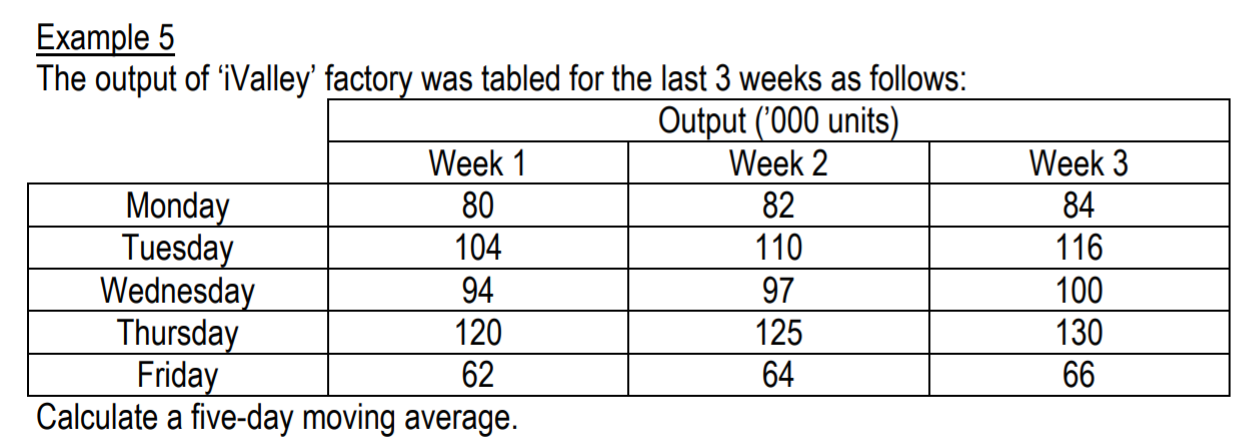 Example 5
The output of ‘iValley’ factory was tabled for the last 3 weeks as follows:
Output (’000 units)
Week 1 Week 2 Week 3
Monday 80 82 84
Tuesday 104 110 116
Wednesday 94 97 100
Thursday 120 125 130
Friday 62 64 66
Calculate a five-day moving average.